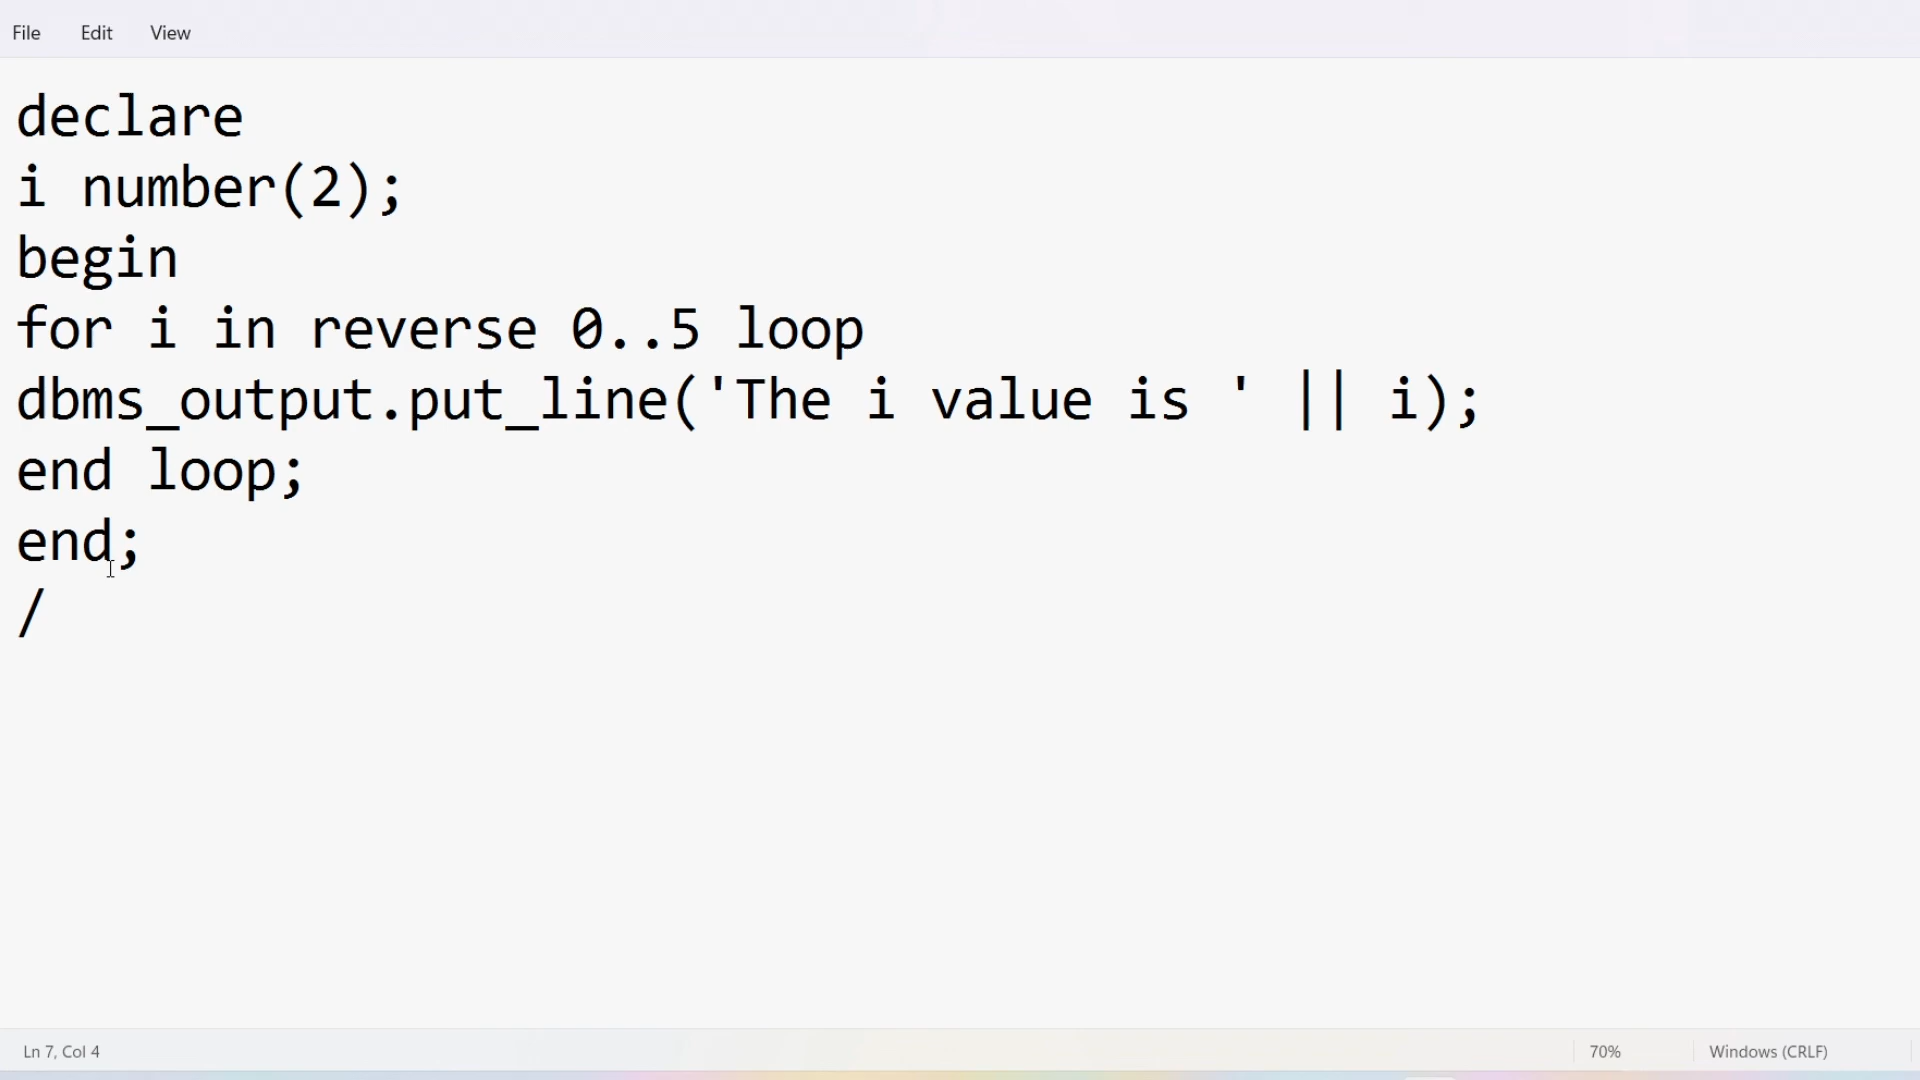 File Edit View
declare
i number(2);
begin
for i in reverse 0..5 loop
dbms_output.put_line('The i value is ' || i);
end loop;
end;
/
Ln 7, Col 4 70% Windows (CRLF)